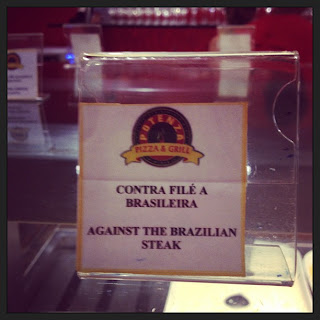 POTENZA
PIZZA & GRILL
CONTRA FILÉ A
BRASILEIRA
AGAINST THE BRAZILIAN
STEAK